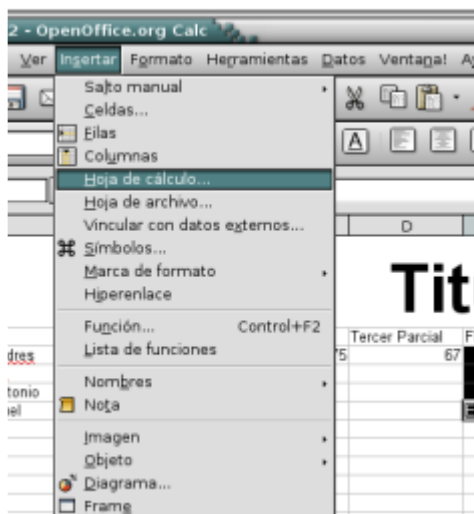 2 - OpenOffice.org Calc
Ver Insertar Formato Herramientas Datos Ventana!
Salto manual
Celdas...
Filas
Columnas
Hoja de cálculo...
Hoja de archivo...
Vincular con datos externos...
Símbolos...
D
Marca de formato
Tit
Hiperenlace
Función... Control+F2
Tercer Parcial F
Lista de funciones
dres
75 67
Nombres
tonio
Nota
el
Imagen
Objeto
Diagrama...
Frame